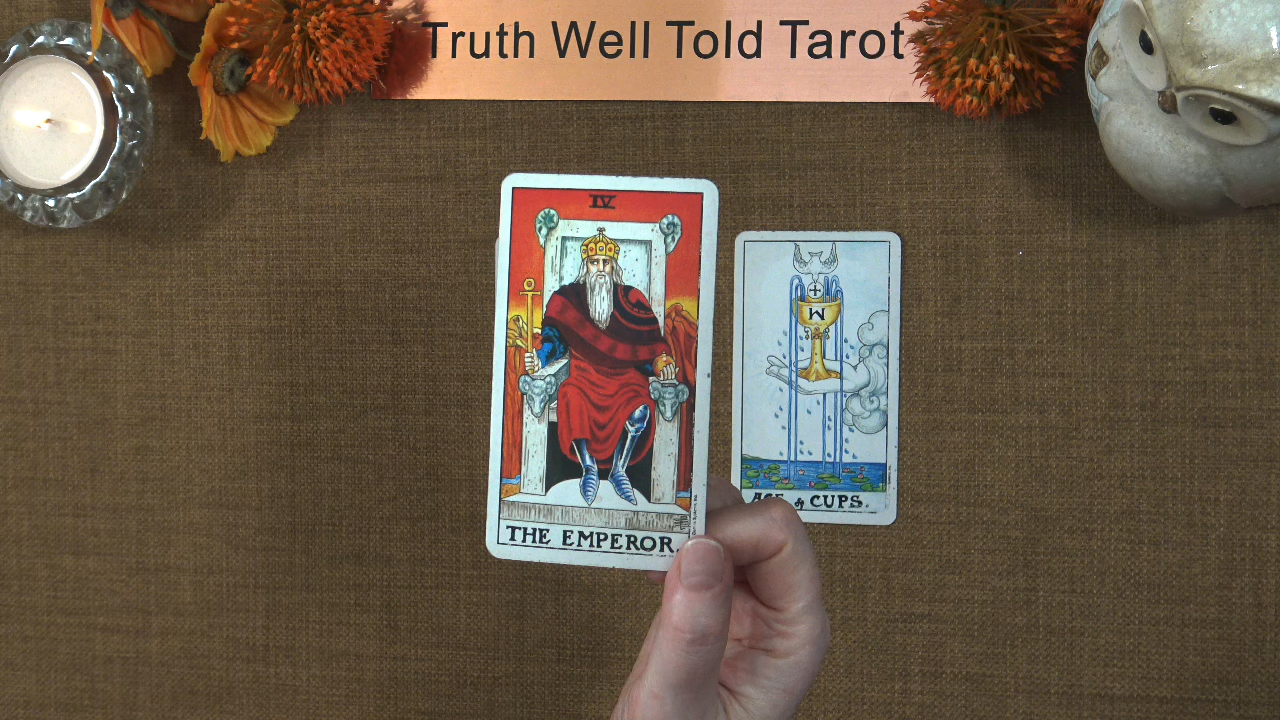 Truth Well Told Tarot
IV
THE EMPEROR.
ACE of CUPS.